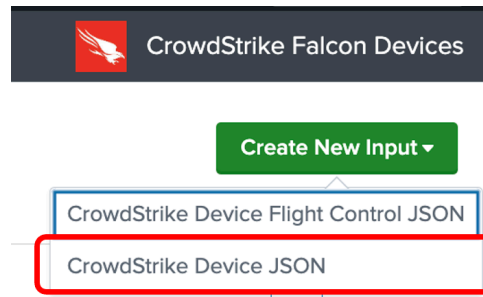 CrowdStrike Falcon Devices
Create New Input
CrowdStrike Device Flight Control JSON
CrowdStrike Device JSON